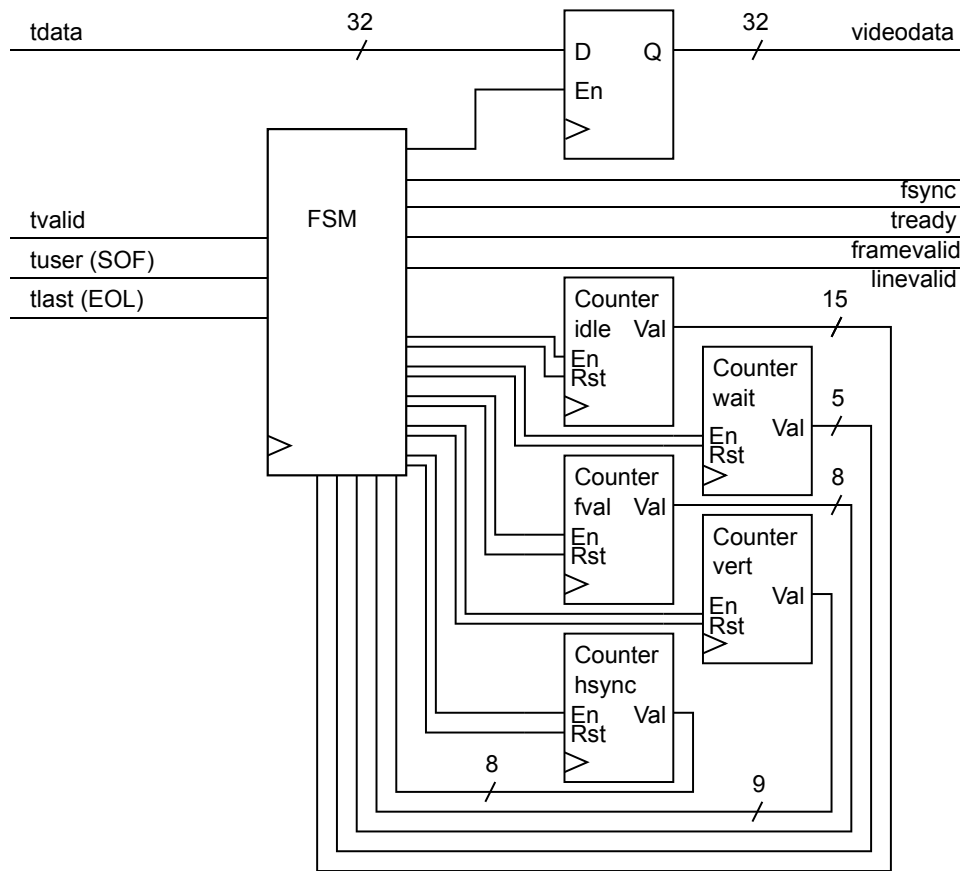 tdata
32
D
Q
32
videodata
En
FSM
fsync
tready
framevalid
linevalid
tvalid
tuser (SOF)
tlast (EOL)
Counter
idle
Val
En
Rst
15
Counter
wait
Val
En
Rst
5
Counter
fval
Val
En
Rst
8
Counter
vert
Val
En
Rst
Counter
hsync
Val
En
Rst
8
9